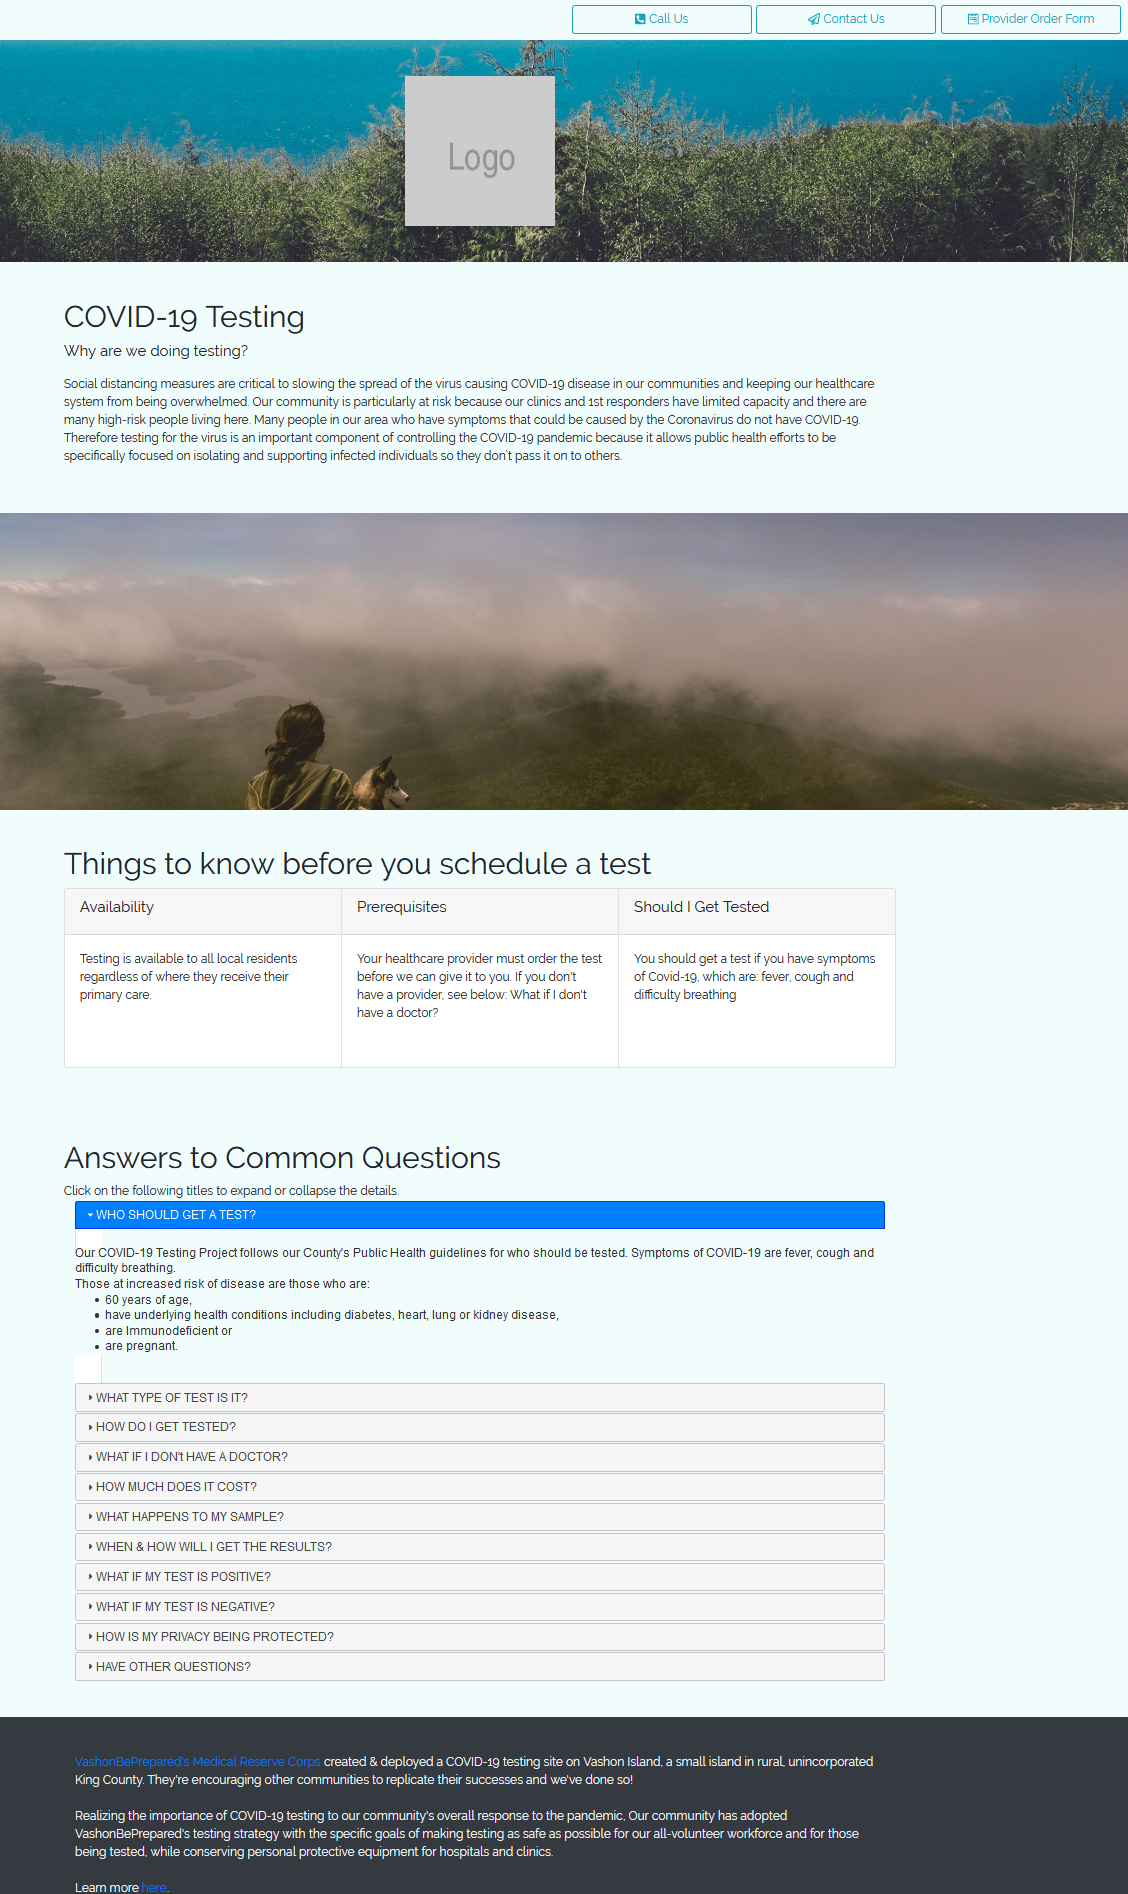 Call Us
Contact Us
Provider Order Form
Logo
COVID-19 Testing
Why are we doing testing?
Social distancing measures are critical to slowing the spread of the virus causing COVID-19 disease in our communities and keeping our healthcare
system from being overwhelmed. Our community is particularly at risk because our clinics and 1st responders have limited capacity and there are
many high-risk people living here. Many people in our area who have symptoms that could be caused by the Coronavirus do not have COVID-19.
Therefore testing for the virus is an important component of controlling the COVID-19 pandemic because it allows public health efforts to be
specifically focused on isolating and supporting infected individuals so they don't pass it on to others.
Things to know before you schedule a test
Availability
Testing is available to all local residents
regardless of where they receive their
primary care.
Prerequisites
Your healthcare provider must order the test
before we can give it to you. If you don't
have a provider, see below: What if I don't
have a doctor?
Should I Get Tested
You should get a test if you have symptoms
of Covid-19, which are: fever, cough and
difficulty breathing
Answers to Common Questions
Click on the following titles to expand or collapse the details.
WHO SHOULD GET A TEST?
Our COVID-19 Testing Project follows our County's Public Health guidelines for who should be tested. Symptoms of COVID-19 are fever, cough and
difficulty breathing.
Those at increased risk of disease are those who are:
• 60 years of age,
• have underlying health conditions including diabetes, heart, lung or kidney disease,
• are Immunodeficient or
• are pregnant.
WHAT TYPE OF TEST IS IT?
HOW DO I GET TESTED?
WHAT IF I DON't HAVE A DOCTOR?
HOW MUCH DOES IT COST?
WHAT HAPPENS TO MY SAMPLE?
WHEN & HOW WILL I GET THE RESULTS?
WHAT IF MY TEST IS POSITIVE?
WHAT IF MY TEST IS NEGATIVE?
HOW IS MY PRIVACY BEING PROTECTED?
HAVE OTHER QUESTIONS?
VashonBePrepared's Medical Reserve Corps created & deployed a COVID-19 testing site on Vashon Island, a small island in rural, unincorporated
King County. They're encouraging other communities to replicate their successes and we've done so!
Realizing the importance of COVID-19 testing to our community's overall response to the pandemic, Our community has adopted
VashonBePrepared's testing strategy with the specific goals of making testing as safe as possible for our all-volunteer workforce and for those
being tested, while conserving personal protective equipment for hospitals and clinics.
Learn more here.